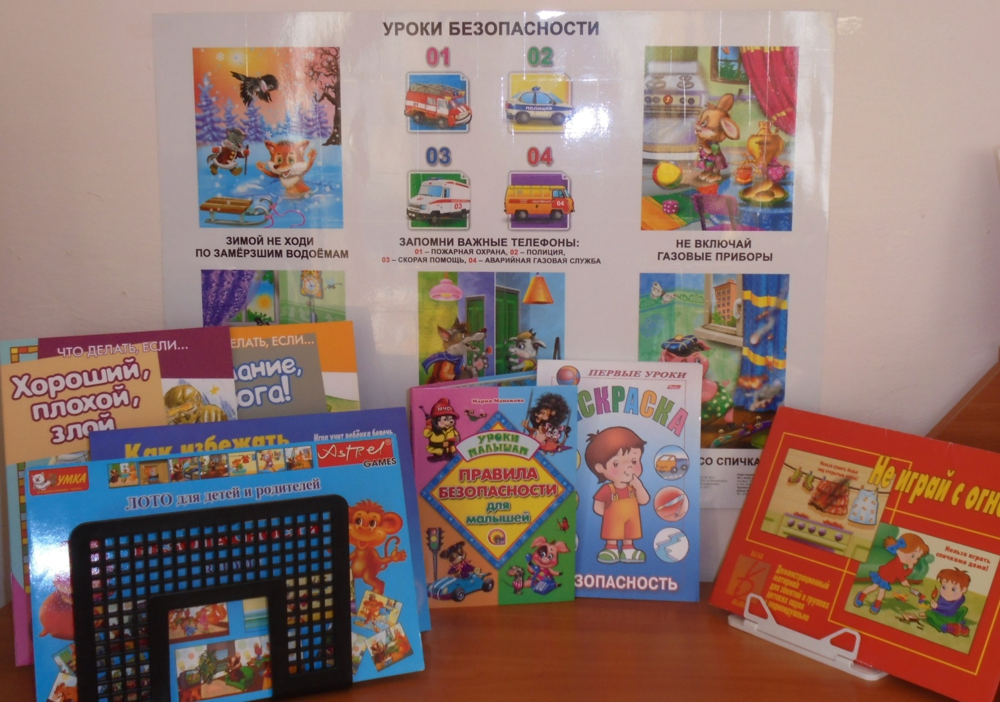 УРОКИ БЕЗОПАСНОСТИ
01
02
01
ПОЛИЦИЯ
03
04
03
АВАРИЙНАЯ
04
ЗИМОЙ НЕ ХОДИ
ПО ЗАМЁРЗШИМ ВОДОЁМАМ
ЗАПОМНИ ВАЖНЫЕ ТЕЛЕФОНЫ:
01 – ПОЖАРНАЯ ОХРАНА, 02 – ПОЛИЦИЯ,
03 – СКОРАЯ ПОМОЩЬ, 04 – АВАРИЙНАЯ ГАЗОВАЯ СЛУЖБА
НЕ ВКЛЮЧАЙ
ГАЗОВЫЕ ПРИБОРЫ
СО СПИЧКА
ЧТО ДЕЛАТЬ, ЕСЛИ...
Хороший,
плохой,
злой
ЕЛАТЬ, ЕСЛИ...
ание,
ога!
Как избежать
Игра учит ребёнка беречь
УМКА
Astrel®
GAMES
ЛОТО для детей и родителей
МЧС
Мария Манакова
УРОКИ
МАЛЫШАМ
ПРАВИЛА
БЕЗОПАСНОСТИ
для
малышей
ПЕРВЫЕ УРОКИ
СКРАСКА
ЗОПАСНОСТЬ
Не играй с огн
Нельзя сушить бельё
над открытым огнём!
Нельзя играть
спичками дома!
Демонстрационный
материал
для занятий в группах
детских садов
и индивидуально